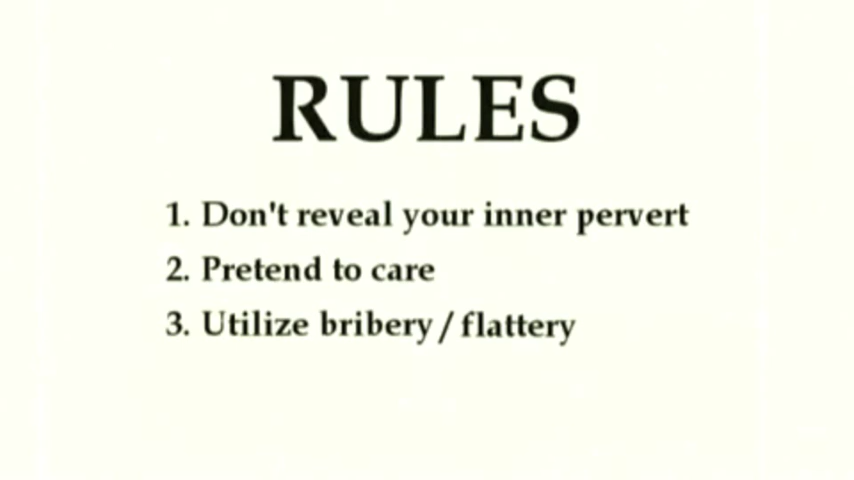 RULES
1. Don't reveal your inner pervert
2. Pretend to care
3. Utilize bribery / flattery